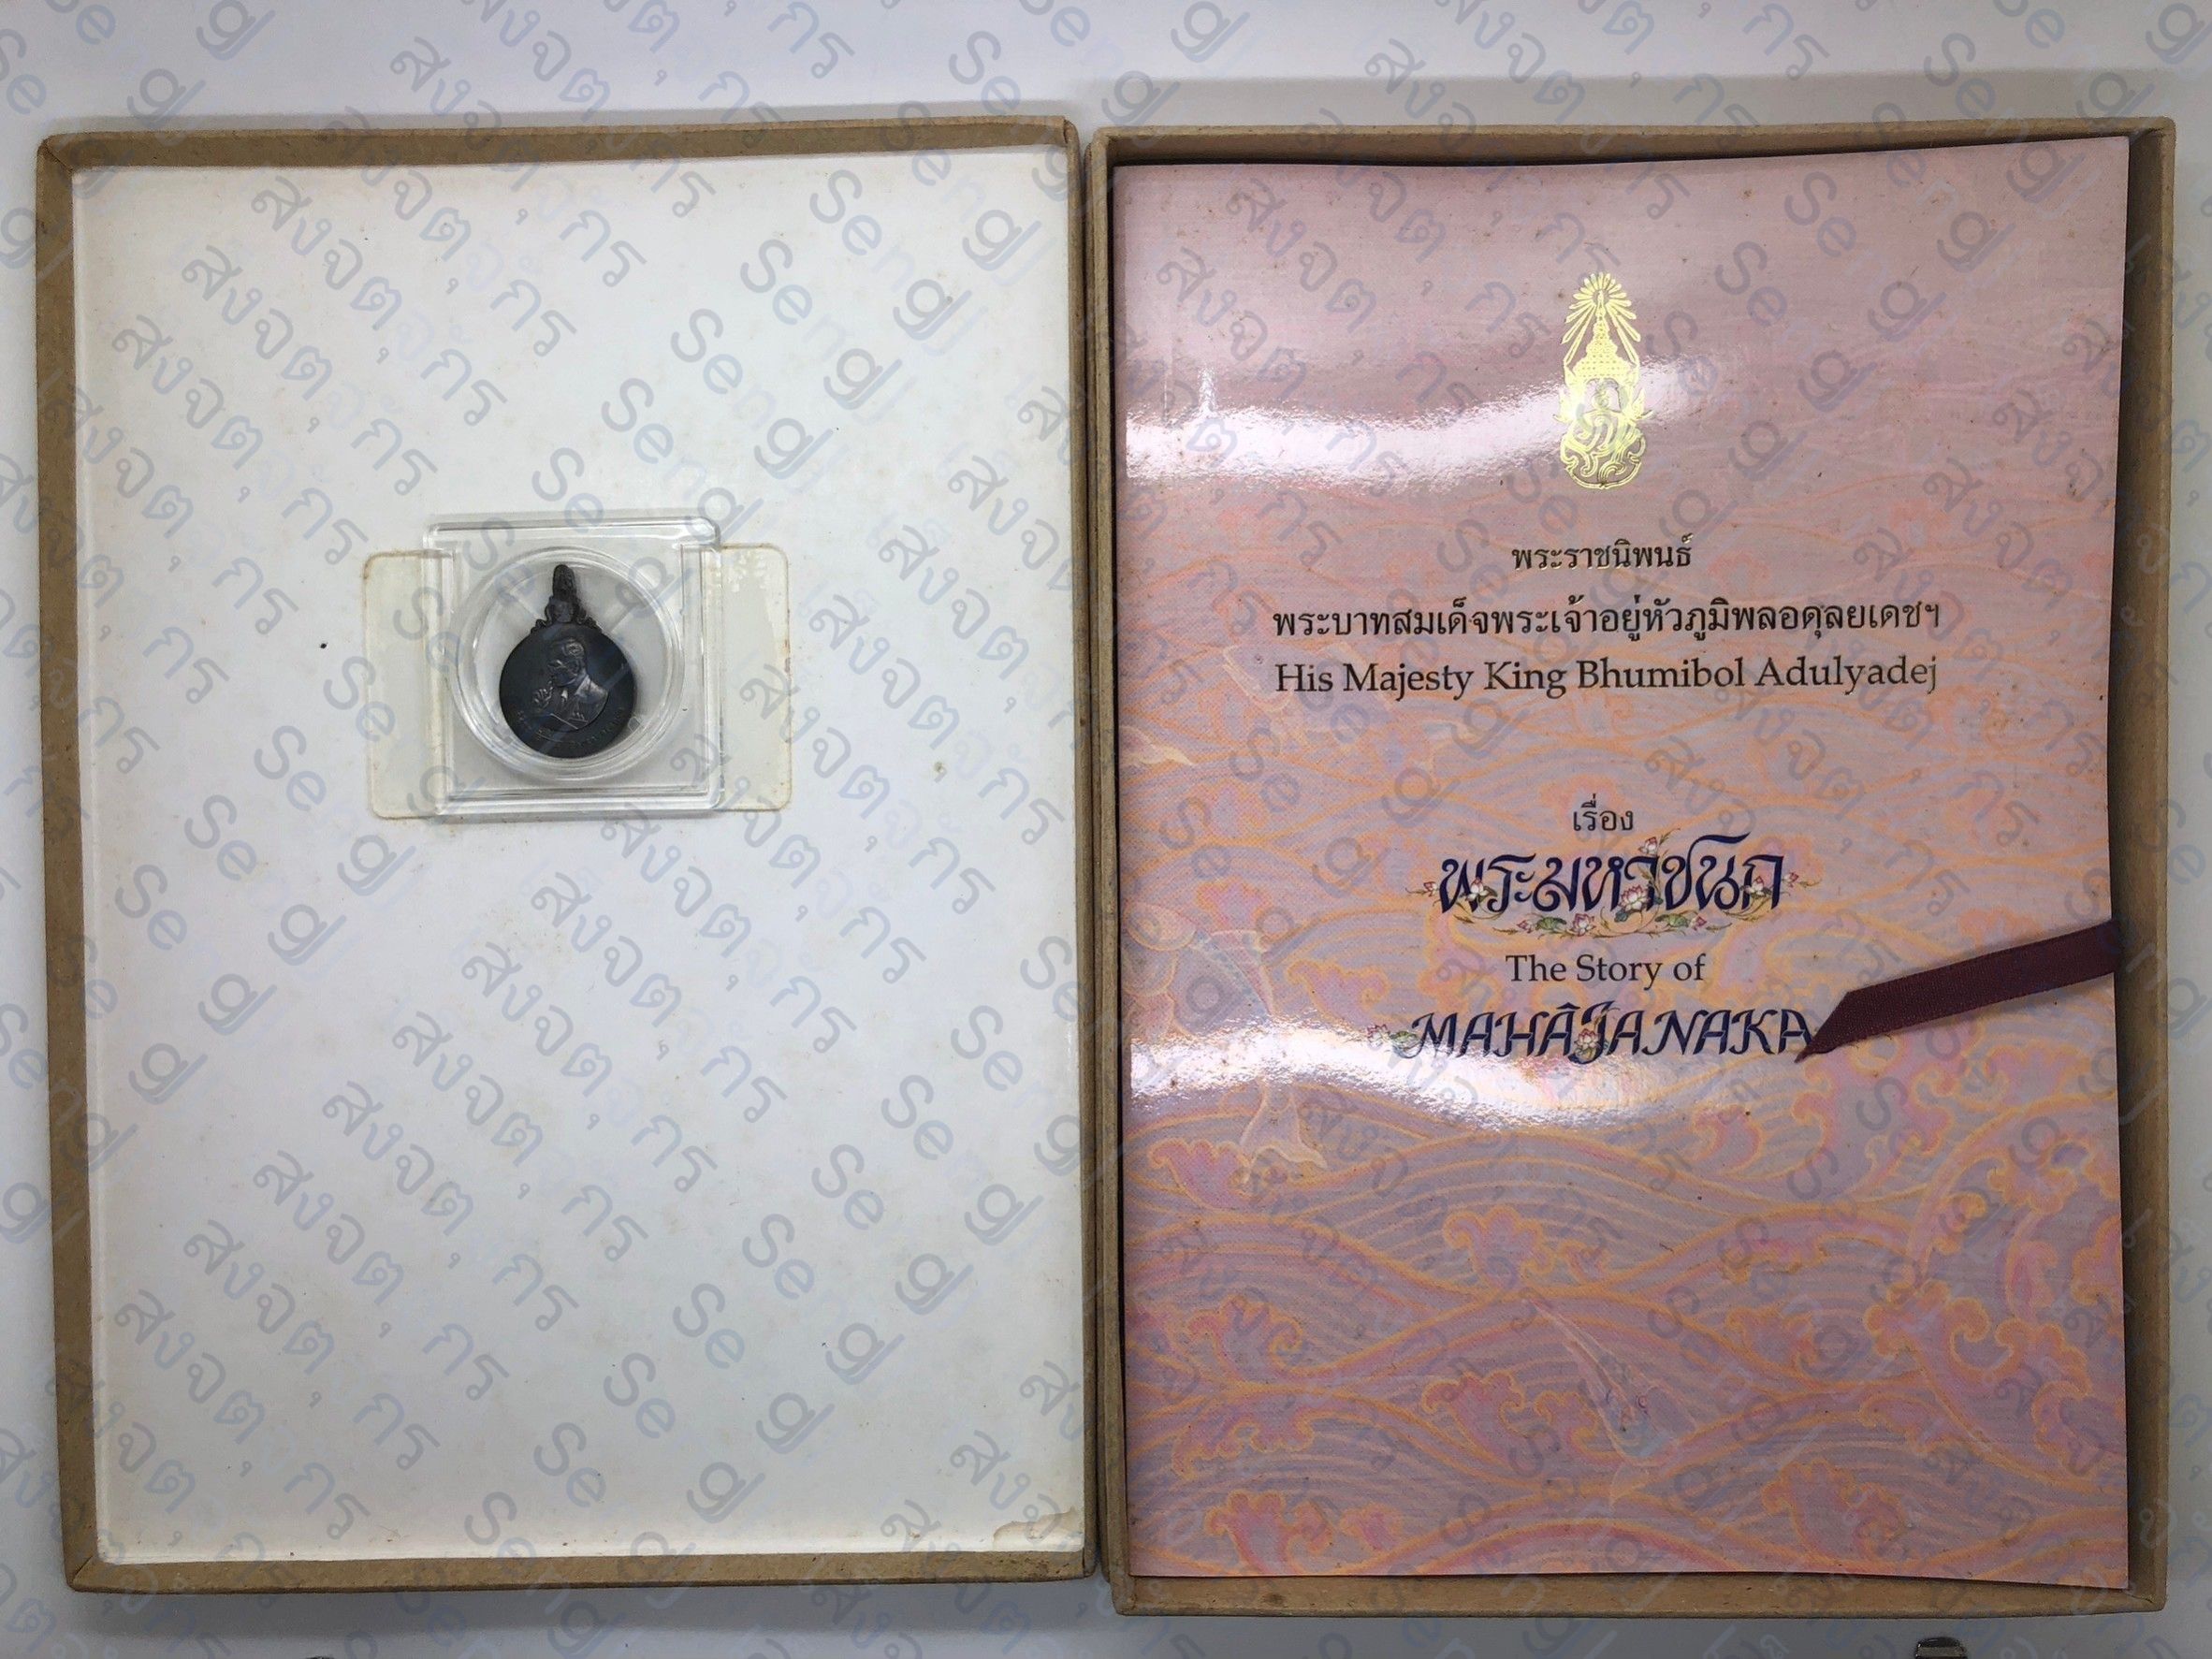 พระราชนิพนธ์
พระบาทสมเด็จพระเจ้าอยู่หัวภูมิพลอดุลยเดชฯ
His Majesty King Bhumibol Adulyadej
เรื่อง
พระมหาชนก
The Story of
MAHĀJANAKA